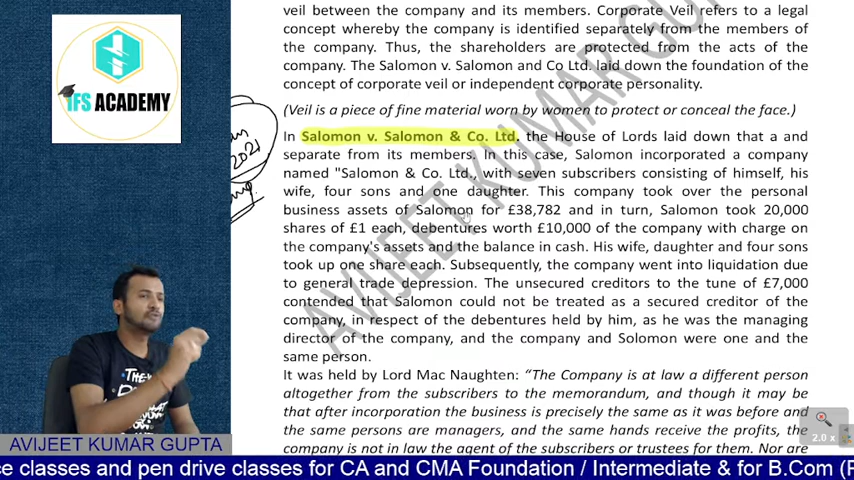 veil between the company and its members. Corporate Veil refers to a legal
concept whereby the company is identified separately from the members of
the company. Thus, the shareholders are protected from the acts of the
company. The Salomon v. Salomon and Co Ltd. laid down the foundation of the
concept of corporate veil or independent corporate personality.
(Veil is a piece of fine material worn by women to protect or conceal the face.)
In Salomon v. Salomon & Co. Ltd. the House of Lords laid down that a and
separate from its members. In this case, Salomon incorporated a company
named "Salomon & Co. Ltd., with seven subscribers consisting of himself, his
wife, four sons and one daughter. This company took over the personal
business assets of Salomon for £38,782 and in turn, Salomon took 20,000
shares of £1 each, debentures worth £10,000 of the company with charge on
the company's assets and the balance in cash. His wife, daughter and four sons
took up one share each. Subsequently, the company went into liquidation due
to general trade depression. The unsecured creditors to the tune of £7,000
contended that Salomon could not be treated as a secured creditor of the
company, in respect of the debentures held by him, as he was the managing
director of the company, and the company and Solomon were one and the
same person.
It was held by Lord Mac Naughten: “The Company is at law a different person
altogether from the subscribers to the memorandum, and though it may be
that after incorporation the business is precisely the same as it was before and
the same persons are managers, and the same hands receive the profits, the
company is not in law the agent of the subscribers or trustees for them. Nor are
AVIJEET KUMAR GU
iFS ACADEMY
2021
THEY
AVIJEET KUMAR GUPTA
2.0 x
ce classes and pen drive classes for CA and CMA Foundation / Intermediate & for B.Com (P